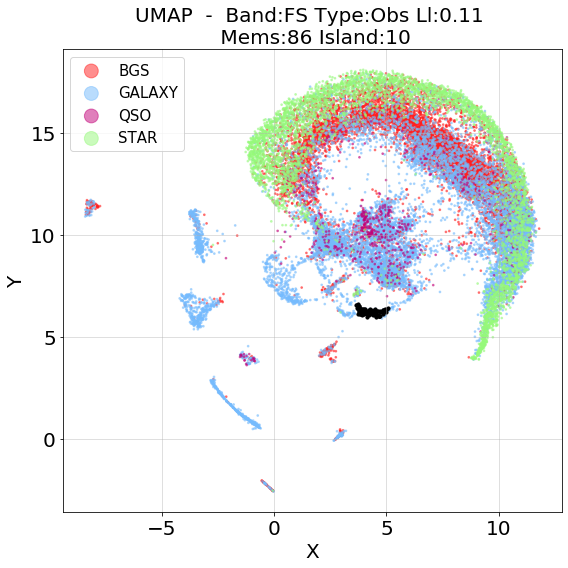 UMAP  -  Band:FS Type:Obs Ll:0.11
Mems:86 Island:10
BGS
GALAXY
QSO
STAR
15
10
5
0
Y
−5
0
5
10
X